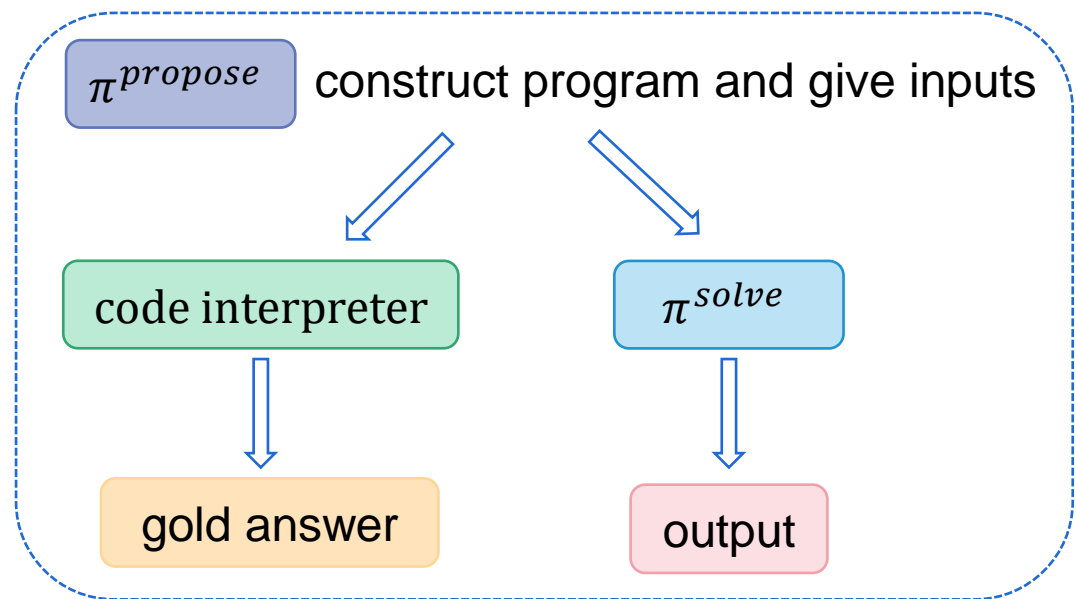 π^propose construct program and give inputs
code interpreter π^solve
gold answer output